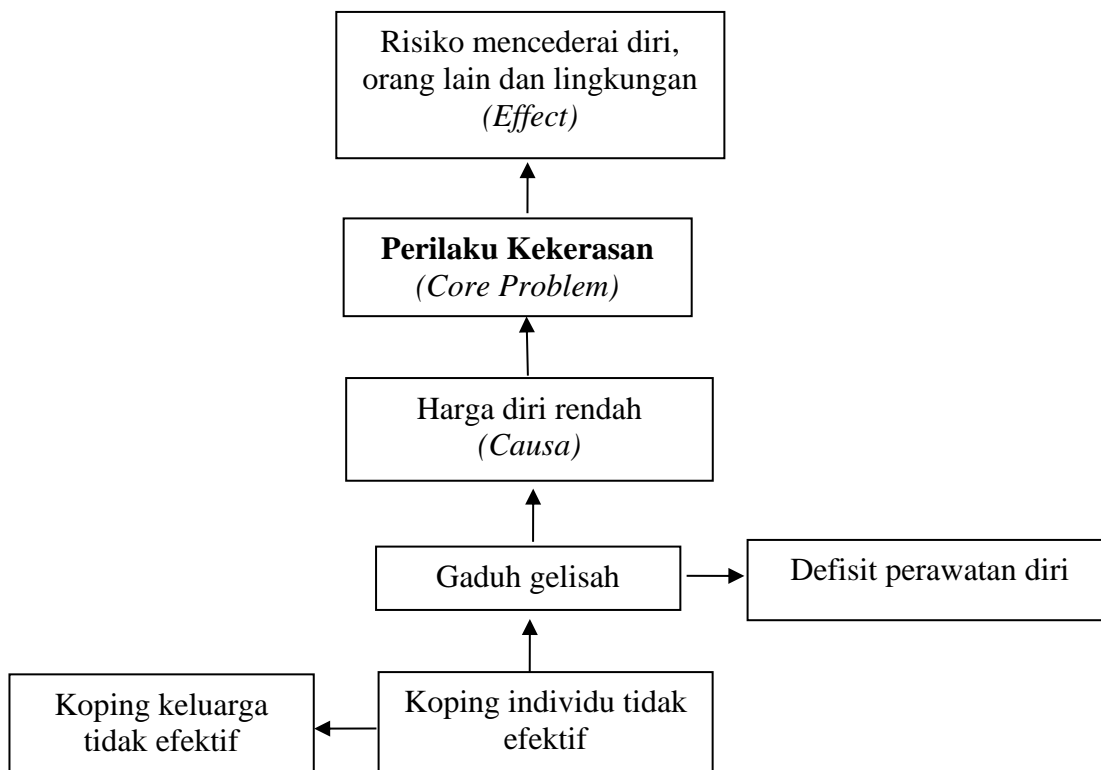 Risiko mencederai diri,
orang lain dan lingkungan
(Effect)
Perilaku Kekerasan
(Core Problem)
Harga diri rendah
(Causa)
Gaduh gelisah
Defisit perawatan diri
Koping keluarga
tidak efektif
Koping individu tidak
efektif